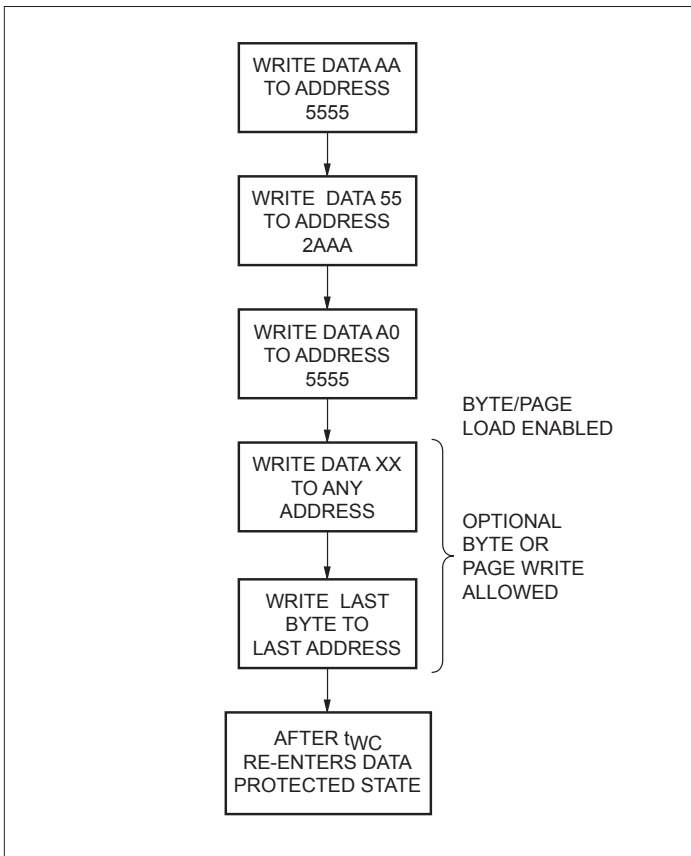 WRITE DATA AA
TO ADDRESS
5555
WRITE DATA 55
TO ADDRESS
2AAA
WRITE DATA A0
TO ADDRESS
5555
BYTE/PAGE
LOAD ENABLED
WRITE DATA XX
TO ANY
ADDRESS
OPTIONAL
BYTE OR
PAGE WRITE
ALLOWED
WRITE LAST
BYTE TO
LAST ADDRESS
AFTER tWC
RE-ENTERS DATA
PROTECTED STATE